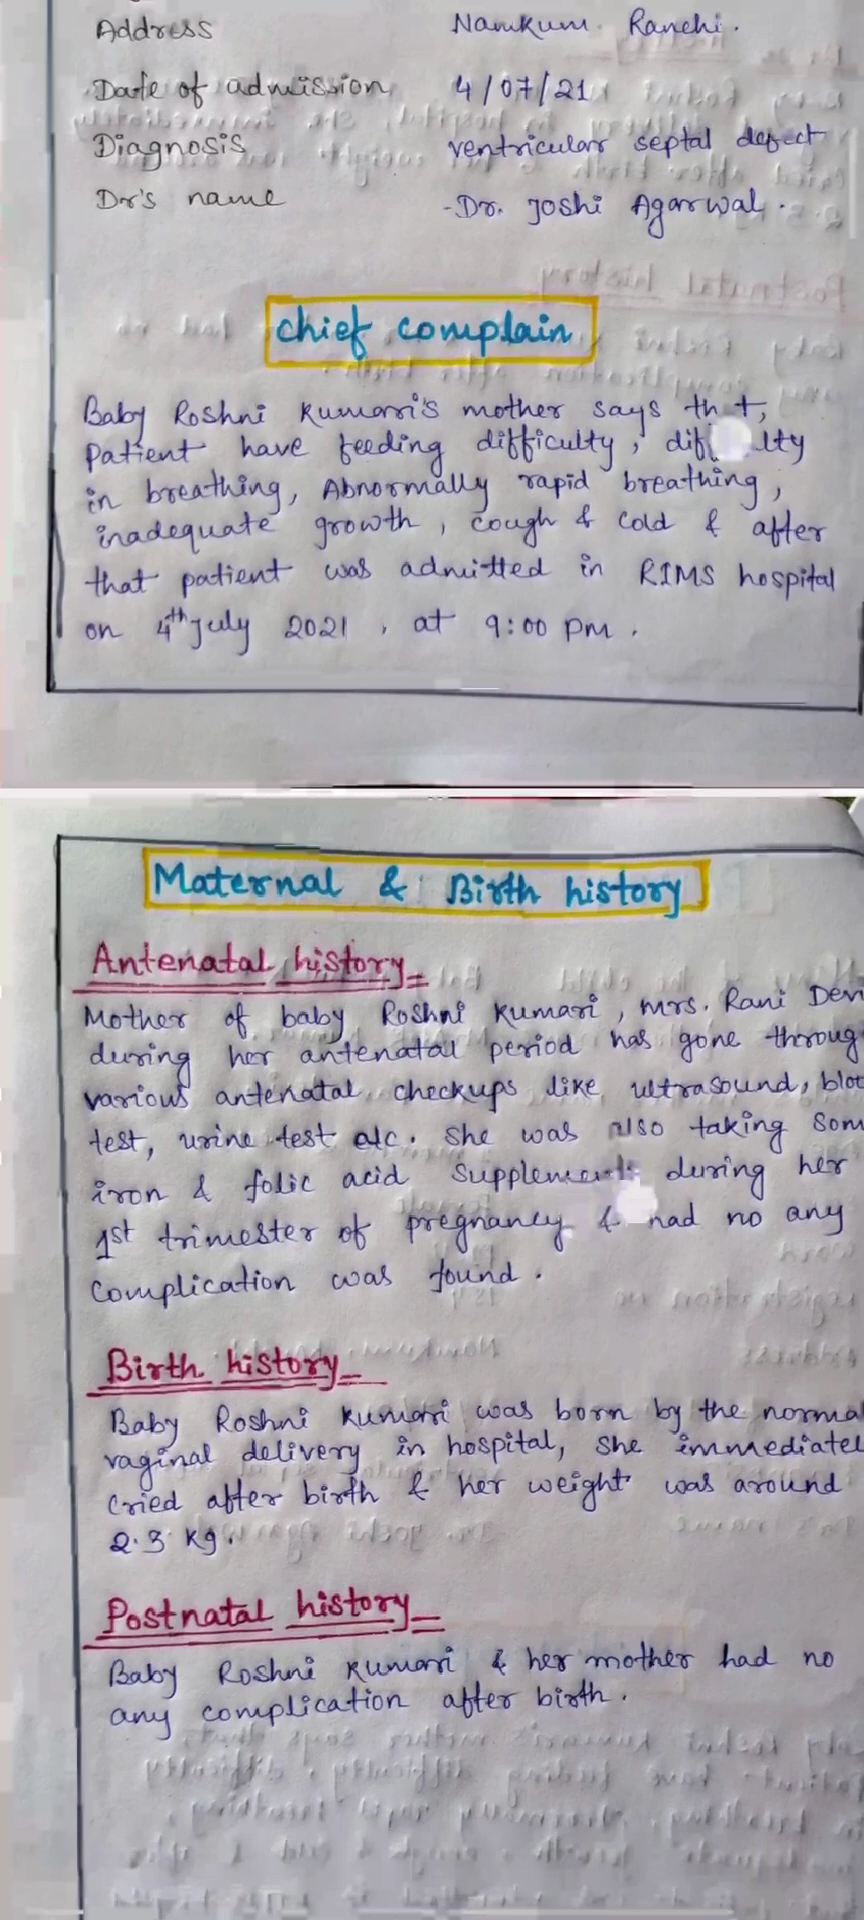 Address Namkum Ranchi.
Date of admission 4/07/21
Diagnosis ventricular septal defect
Dr's name -Dr. Joshi Agarwal.
Chief complain
Baby Roshni Kumari's mother says
Patient have feeding difficulty,
in breathing, Abnormally rapid breathing,
inadequate growth, cough & cold & after
that patient was admitted in RIMS hospital
on 4th july 2021, at 9:00 PM.
Maternal & Birth history
Antenatal history
Mother of baby Roshni Kumari, Mrs. Rani Devi
during her antenatal period has gone throug
various antenatal checkups like ultrasound, bloo
test, urine test etc. She was also taking som
iron & folic acid during her
1st trimester of pregnancy & had no any
complication was found.
Birth history
Baby Roshni Kumari was born by the normal
vaginal delivery in hospital, she immediatel
cried after birth & her weight was around
2.3 kg.
Postnatal history
Baby Roshni Kumari & her mother had no
any complication after birth.